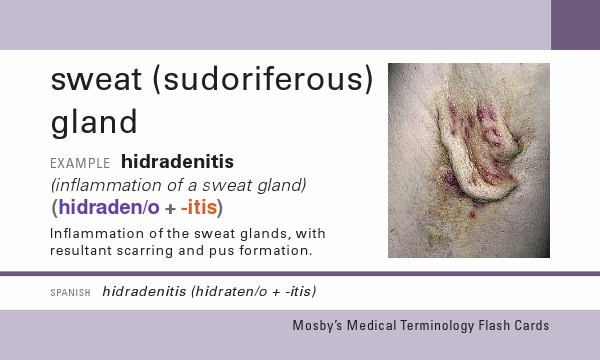 sweat (sudoriferous)
gland
EXAMPLE hidradenitis
(inflammation of a sweat gland)
(hidraden/o + -itis)
Inflammation of the sweat glands, with
resultant scarring and pus formation.
SPANISH hidradenitis (hidraten/o + -itis)
Mosby's Medical Terminology Flash Cards